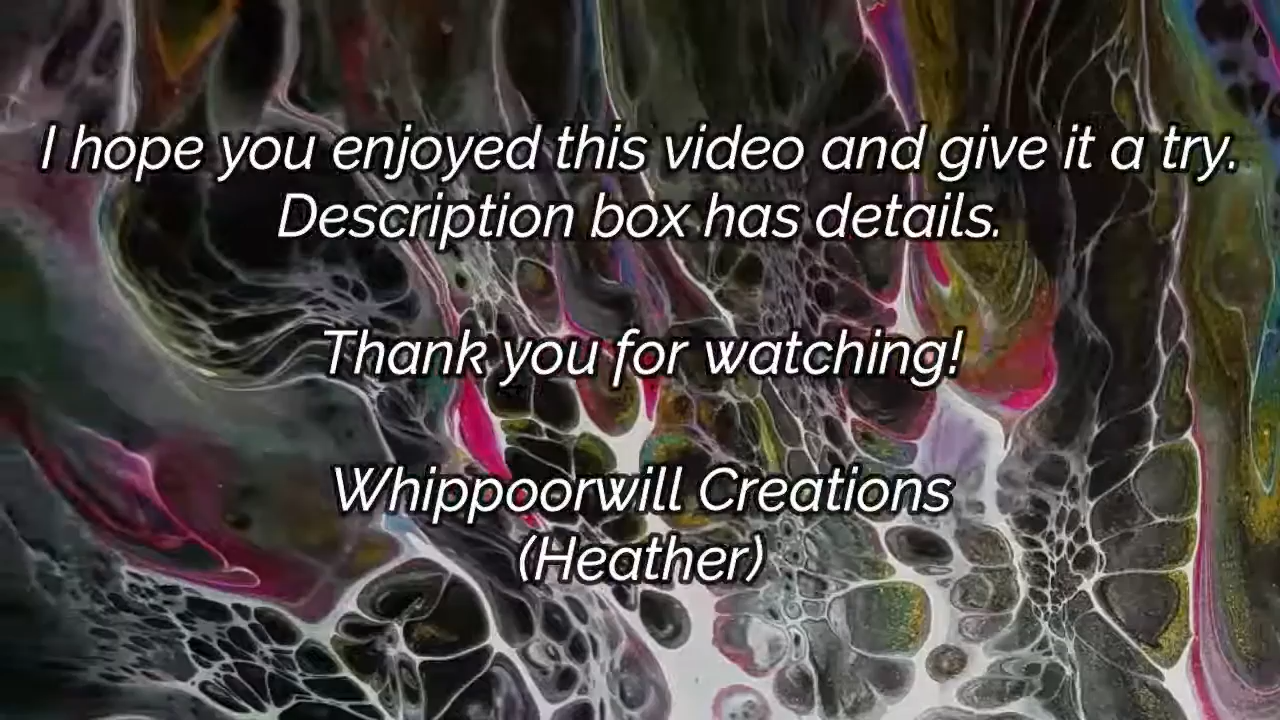 I hope you enjoyed this video and give it a try.
Description box has details.
Thank you for watching!
Whippoorwill Creations
(Heather)